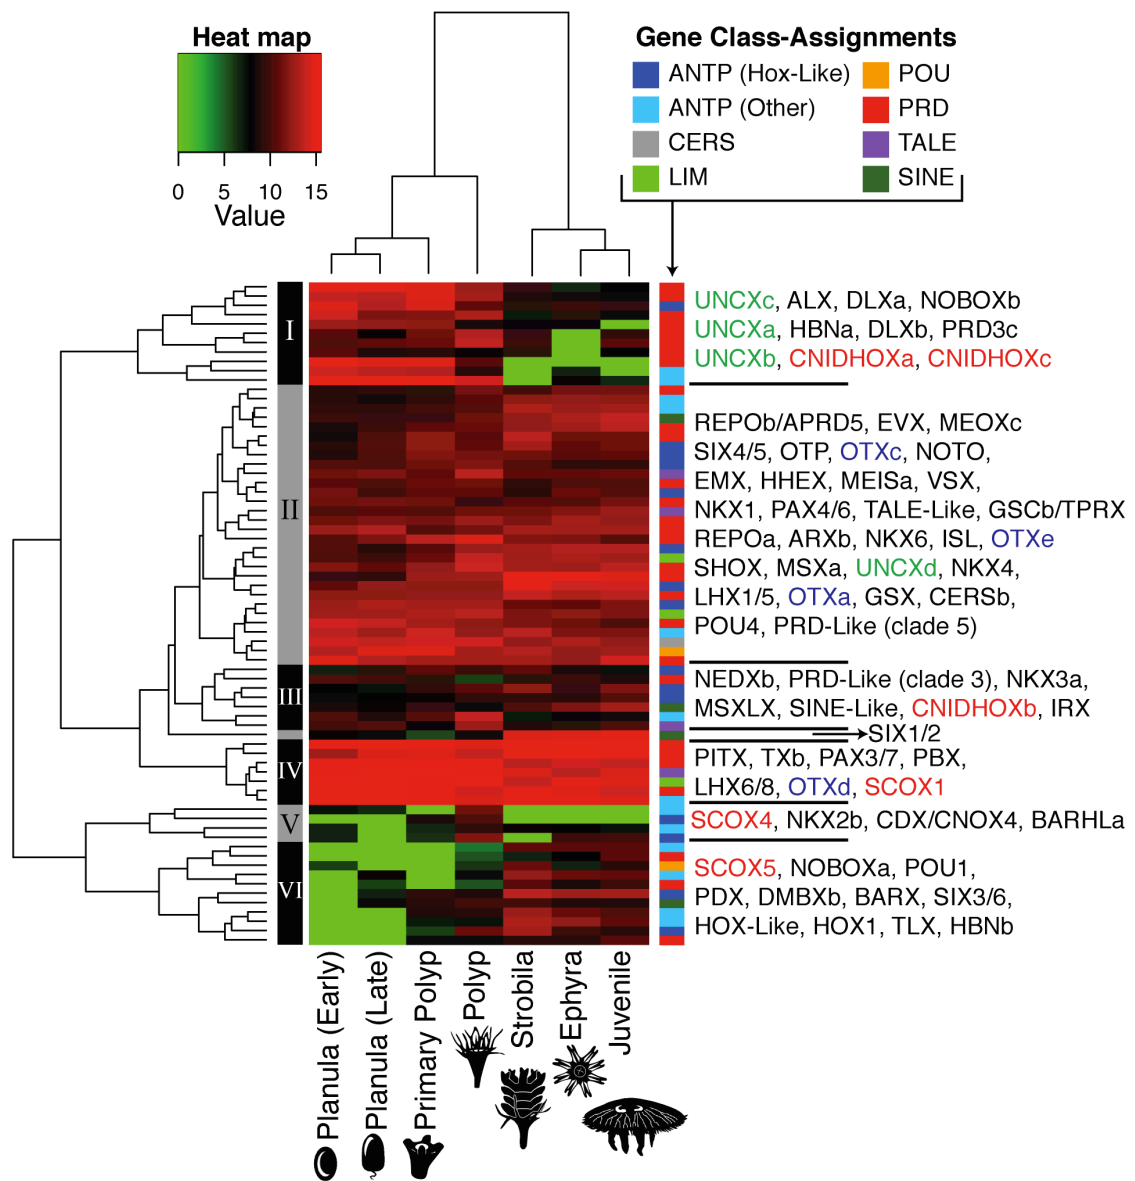 Heat map
0 5 10 15
Value
Gene Class-Assignments
ANTP (Hox-Like)
ANTP (Other)
CERS
LIM
POU
PRD
TALE
SINE
I
UNCXc, ALX, DLXa, NOBOXb
UNCXa, HBNa, DLXb, PRD3c
UNCXb, CNIDHOXa, CNIDHOXc
II
REPOb/APRD5, EVX, MEOXc
SIX4/5, OTP, OTXc, NOTO,
EMX, HHEX, MEISa, VSX,
NKX1, PAX4/6, TALE-Like, GSCb/TPRX
REPOa, ARXb, NKX6, ISL, OTXe
SHOX, MSXa, UNCXd, NKX4,
LHX1/5, OTXa, GSX, CERSb,
POU4, PRD-Like (clade 5)
III
NEDXb, PRD-Like (clade 3), NKX3a,
MSXLX, SINE-Like, CNIDHOXb, IRX
SIX1/2
IV
PITX, TXb, PAX3/7, PBX,
LHX6/8, OTXd, SCOX1
V
SCOX4, NKX2b, CDX/CNOX4, BARHLa
VI
SCOX5, NOBOXa, POU1,
PDX, DMBXb, BARX, SIX3/6,
HOX-Like, HOX1, TLX, HBNb
Planula (Early)
Planula (Late)
Primary Polyp
Polyp
Strobila
Ephyra
Juvenile